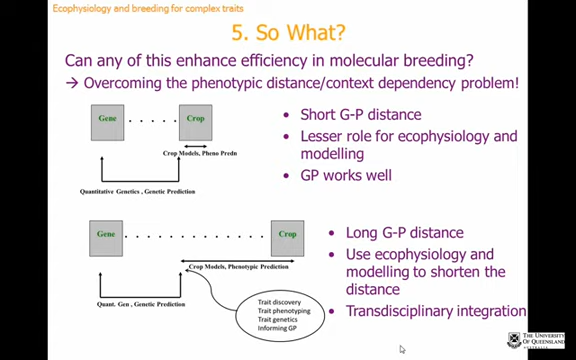 Ecophysiology and breeding for complex traits
5. So What?
Can any of this enhance efficiency in molecular breeding?
→ Overcoming the phenotypic distance/context dependency problem!
Gene . . . . . Crop
Crop Models, Pheno Predn
Quantitative Genetics , Genetic Prediction
• Short G-P distance
• Lesser role for ecophysiology and
modelling
• GP works well
Gene . . . . . . . . . . . . . Crop
Crop Models, Phenotypic Prediction
Quant. Gen , Genetic Prediction
Trait discovery
Trait phenotyping
Trait genetics
Informing GP
• Long G-P distance
• Use ecophysiology and
modelling to shorten the
distance
• Transdisciplinary integration
THE UNIVERSITY
OF QUEENSLAND
AUSTRALIA